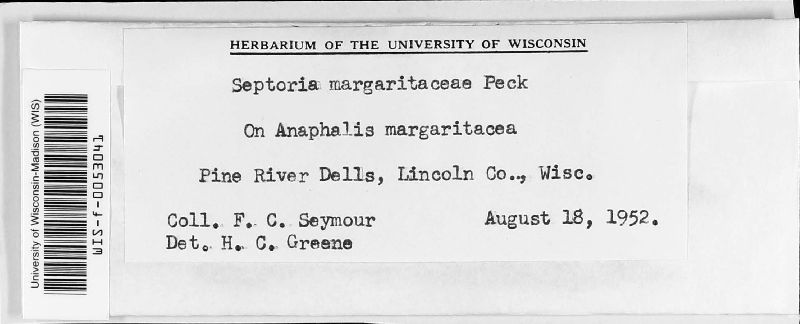 HERBARIUM OF THE UNIVERSITY OF WISCONSIN
Septoria margaritaceae Peck
On Anaphalis margaritacea
Pine River Dells, Lincoln Co.., Wisc.
Coll. F. C. Seymour August 18, 1952.
Det. H. C. Greene
University of Wisconsin-Madison (WIS)
WIS-f-0053041